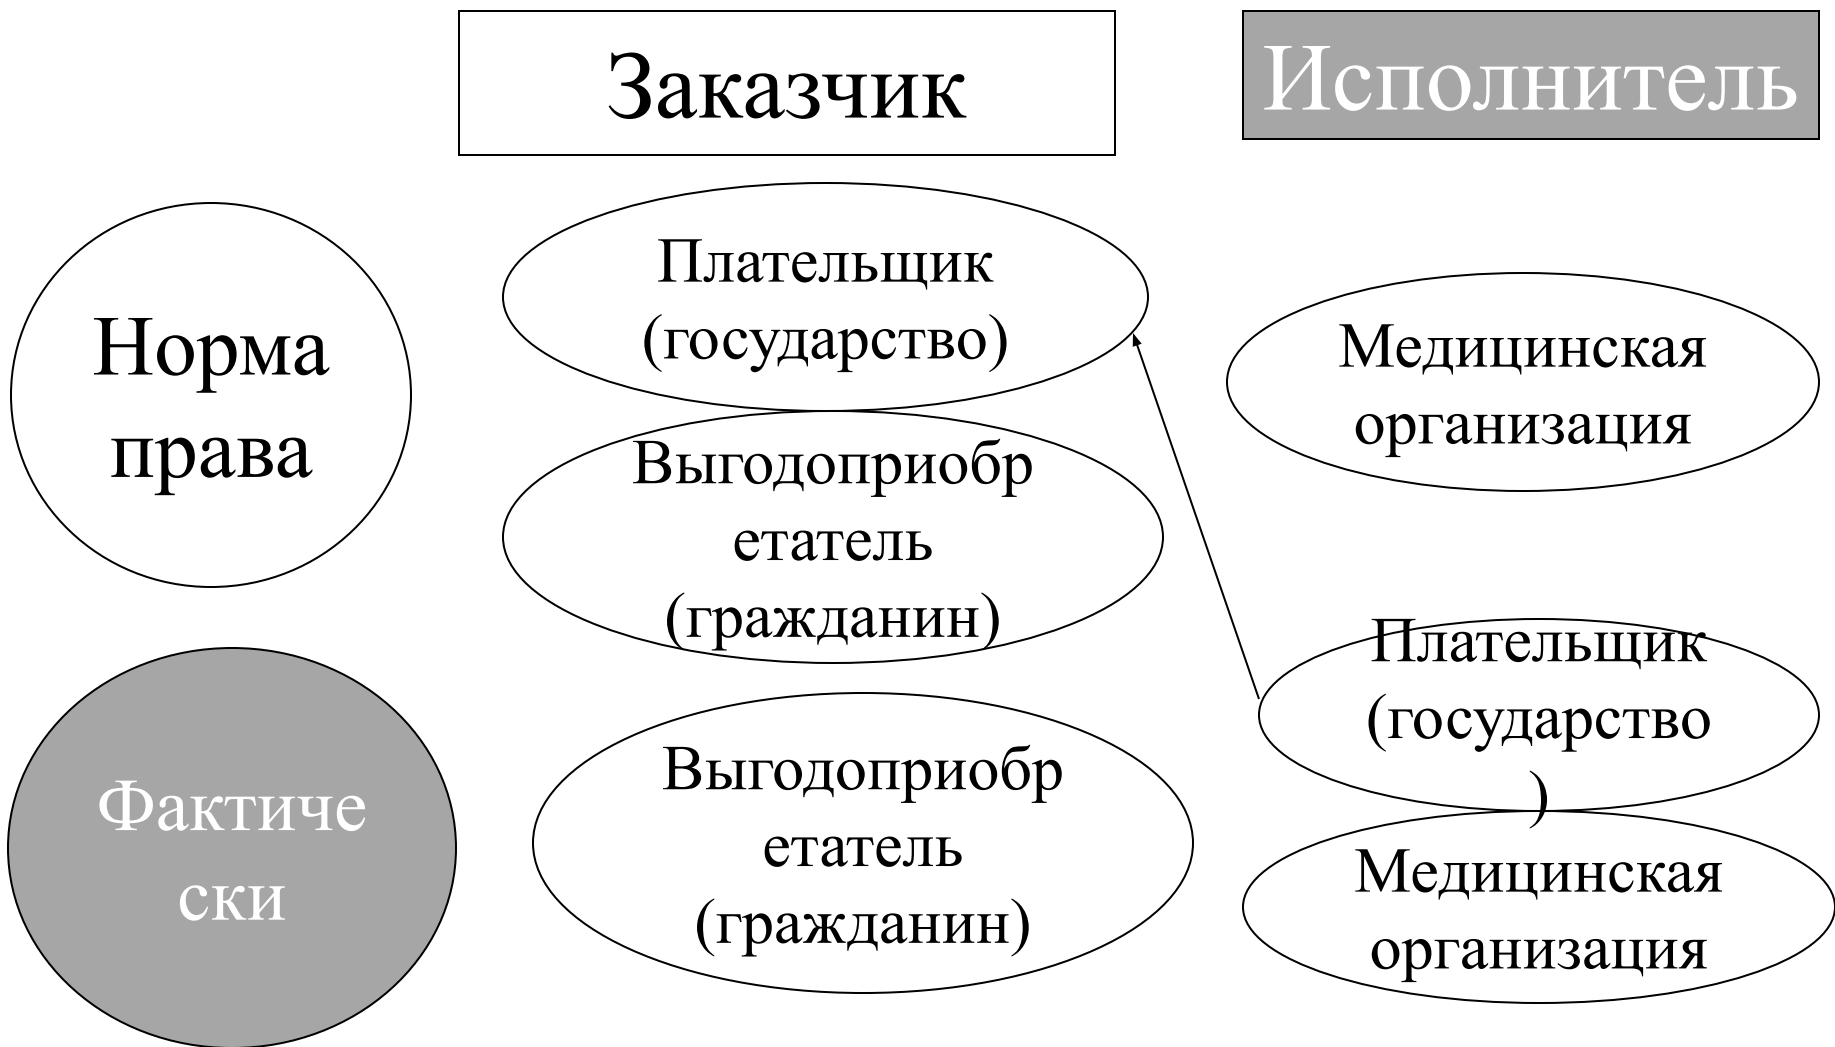 Заказчик
Исполнитель
Норма
права
Плательщик
(государство)
Выгодоприобр
етатель
(гражданин)
Медицинская
организация
Фактиче
ски
Выгодоприобр
етатель
(гражданин)
Плательщик
(государство
)
Медицинская
организация